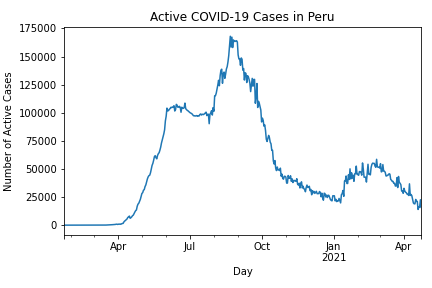 Active COVID-19 Cases in Peru
175000
150000
125000
100000
75000
50000
25000
0
Number of Active Cases
Apr
Jul
Oct
Jan
2021
Apr
Day